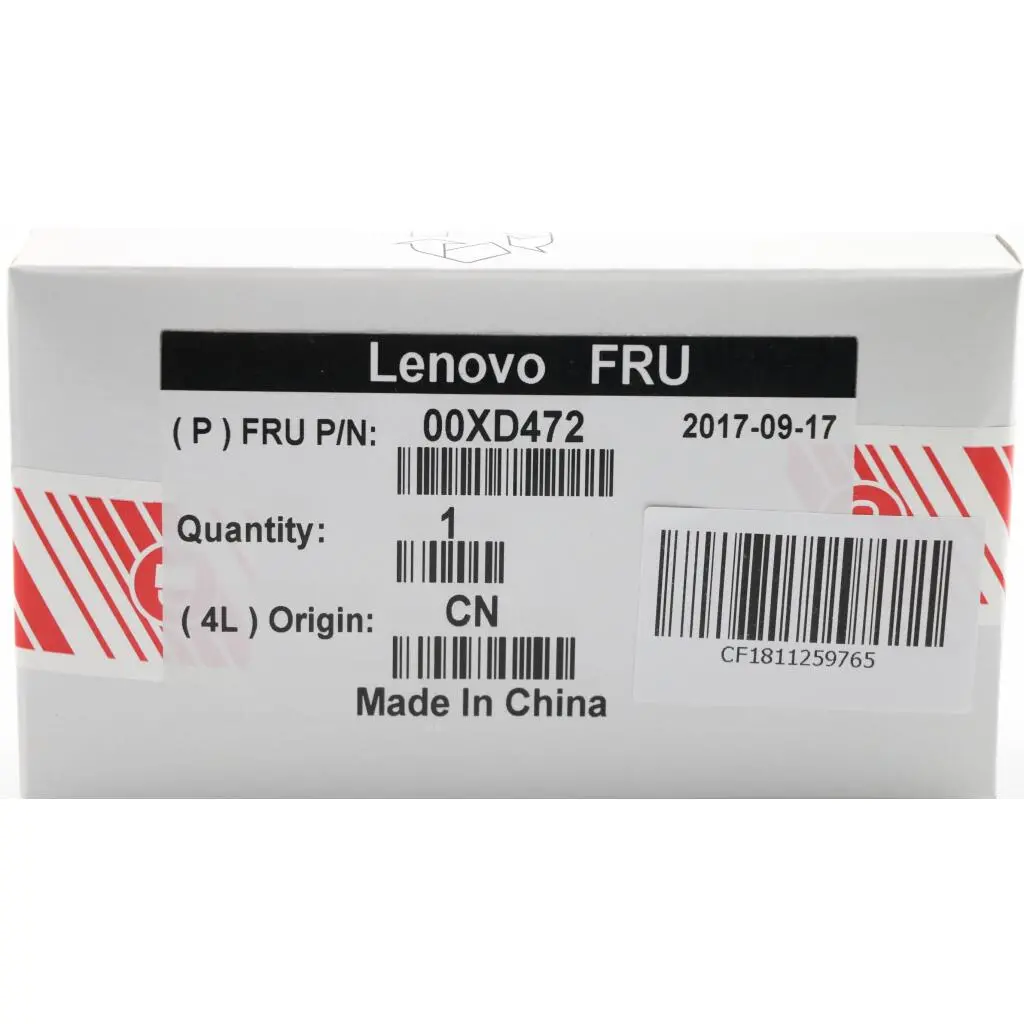 Lenovo FRU
( P ) FRU P/N: 00XD472 2017-09-17
Quantity: 1
( 4L ) Origin: CN
Made In China
CF1811259765